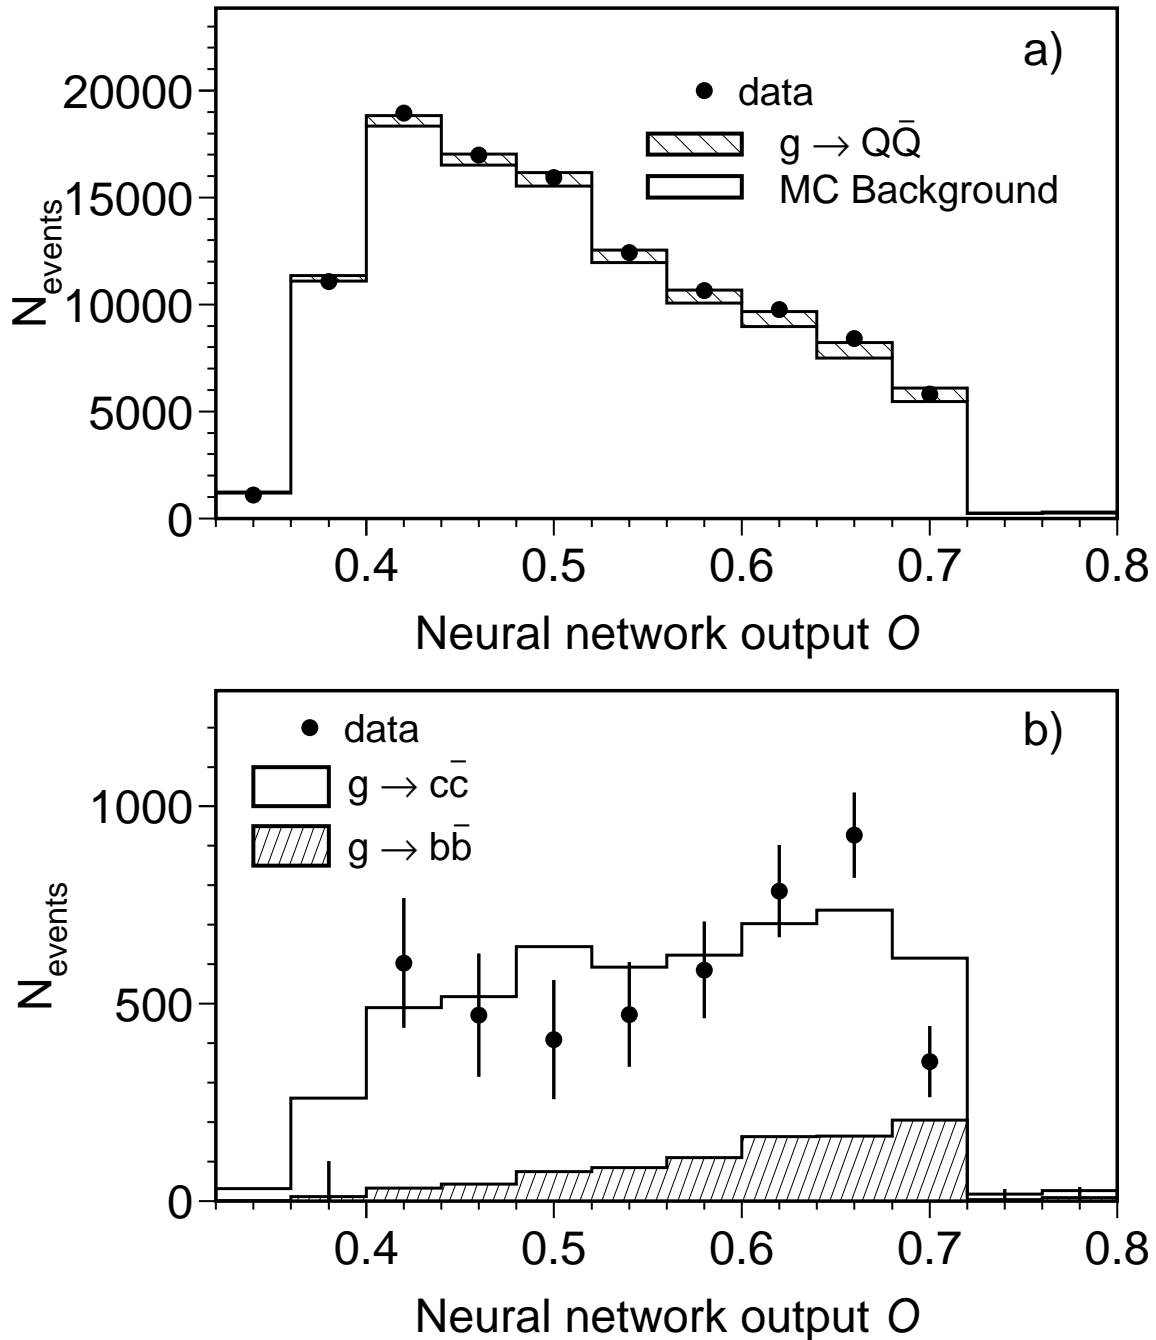 a)
20000
data
g → QQ̄
MC Background
15000
10000
5000
0
N_events
0.4 0.5 0.6 0.7 0.8
Neural network output O
b)
data
g → cc̄
g → bb̄
1000
500
0
N_events
0.4 0.5 0.6 0.7 0.8
Neural network output O